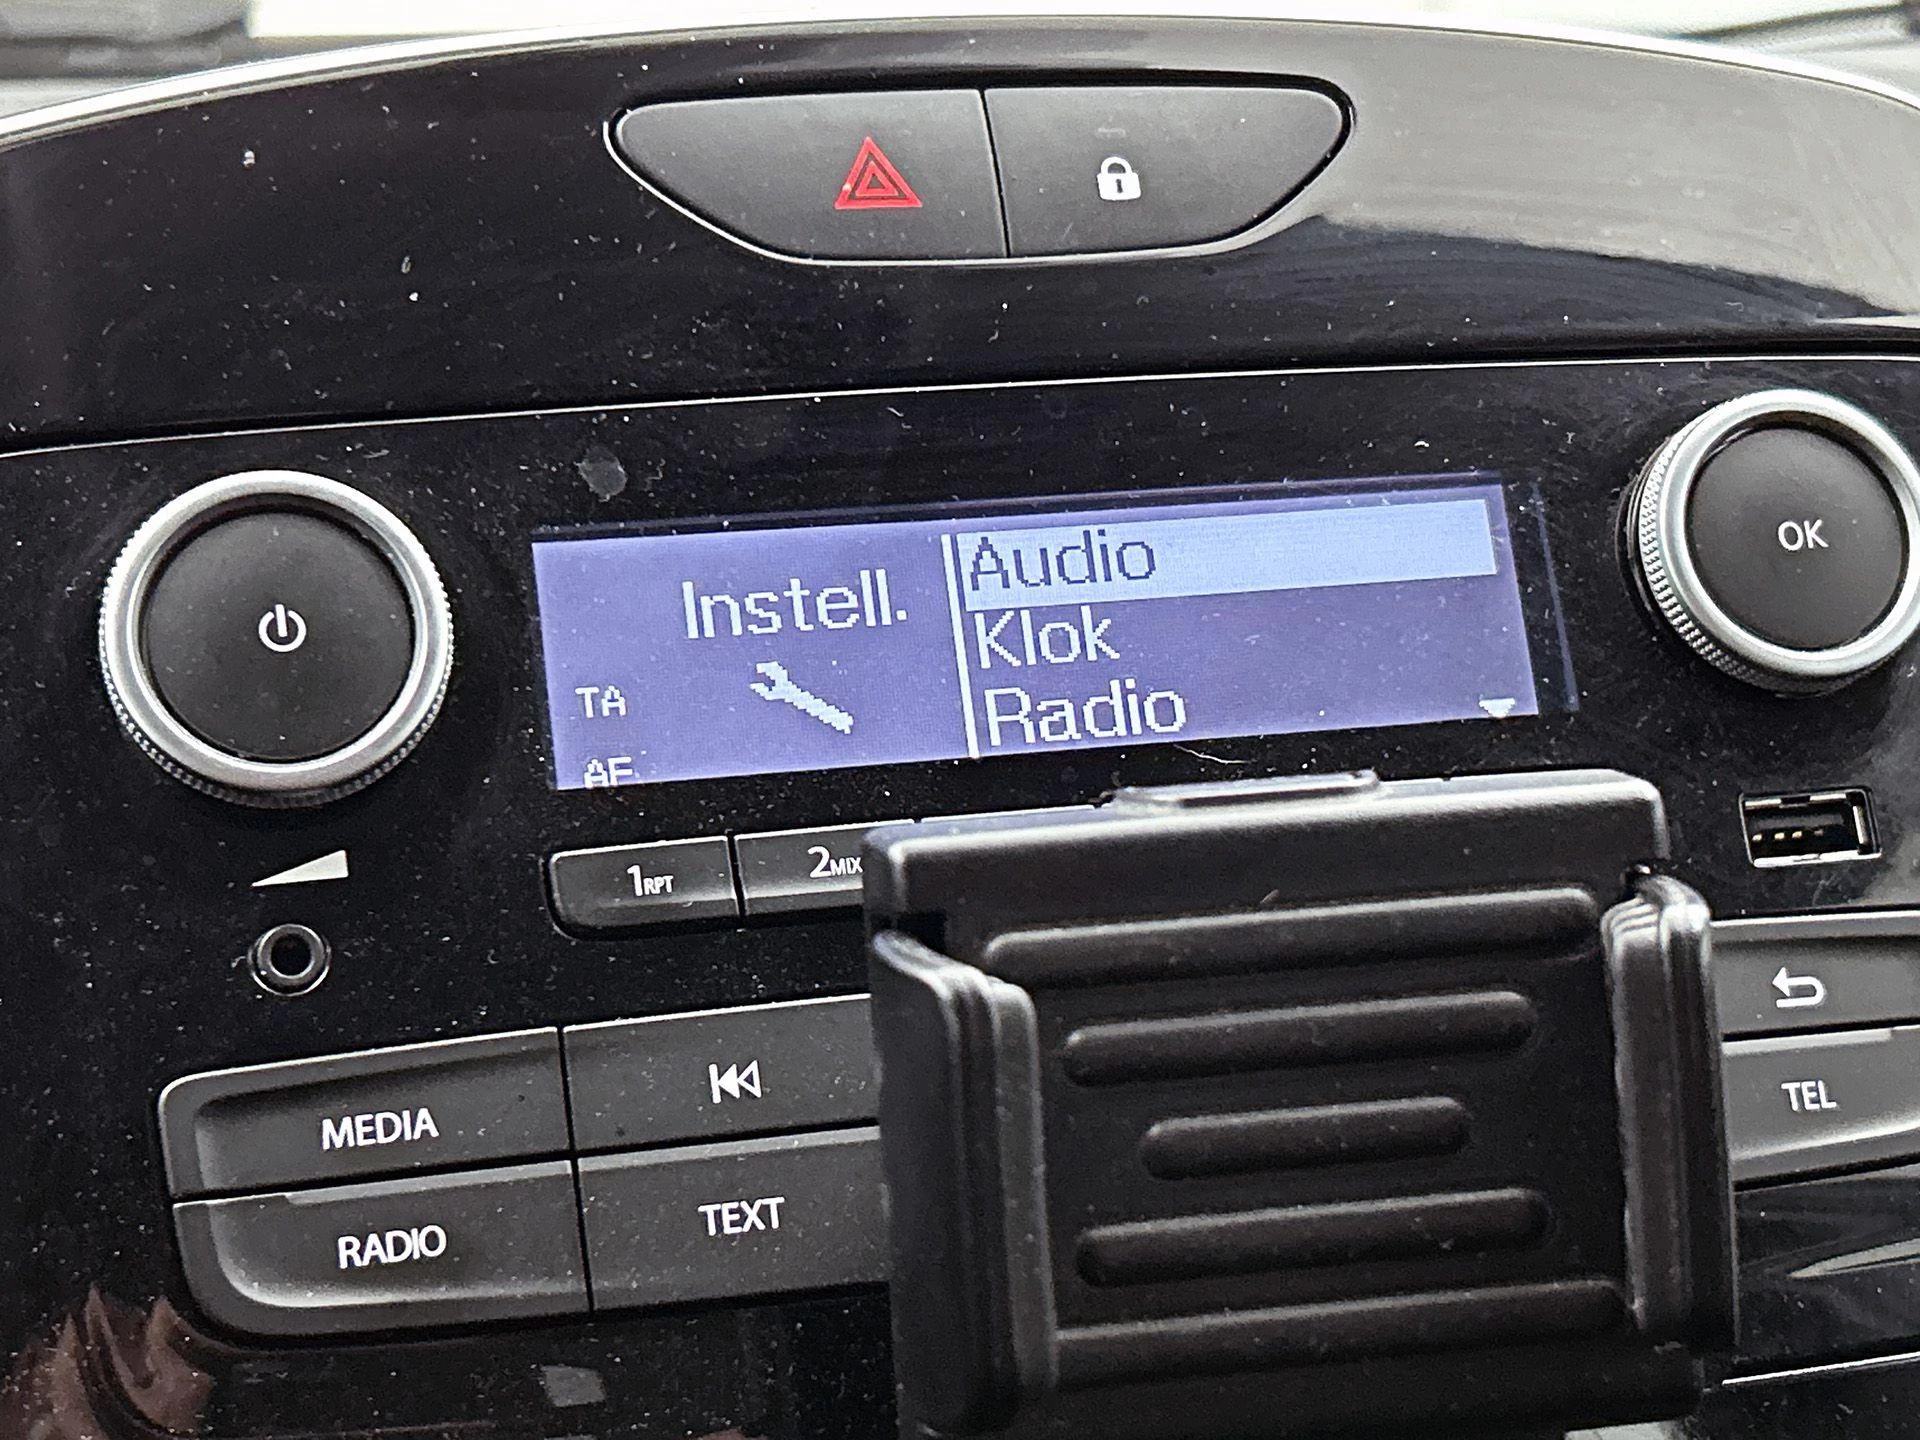 Instell.
Audio
Klok
Radio
TA
AF
OK
1RPT
2MIX
MEDIA
TEL
RADIO
TEXT